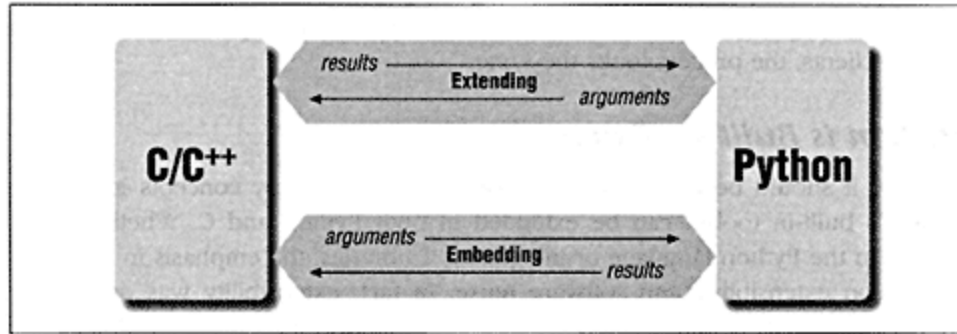 results
Extending
arguments
C/C++
Python
arguments
Embedding
results